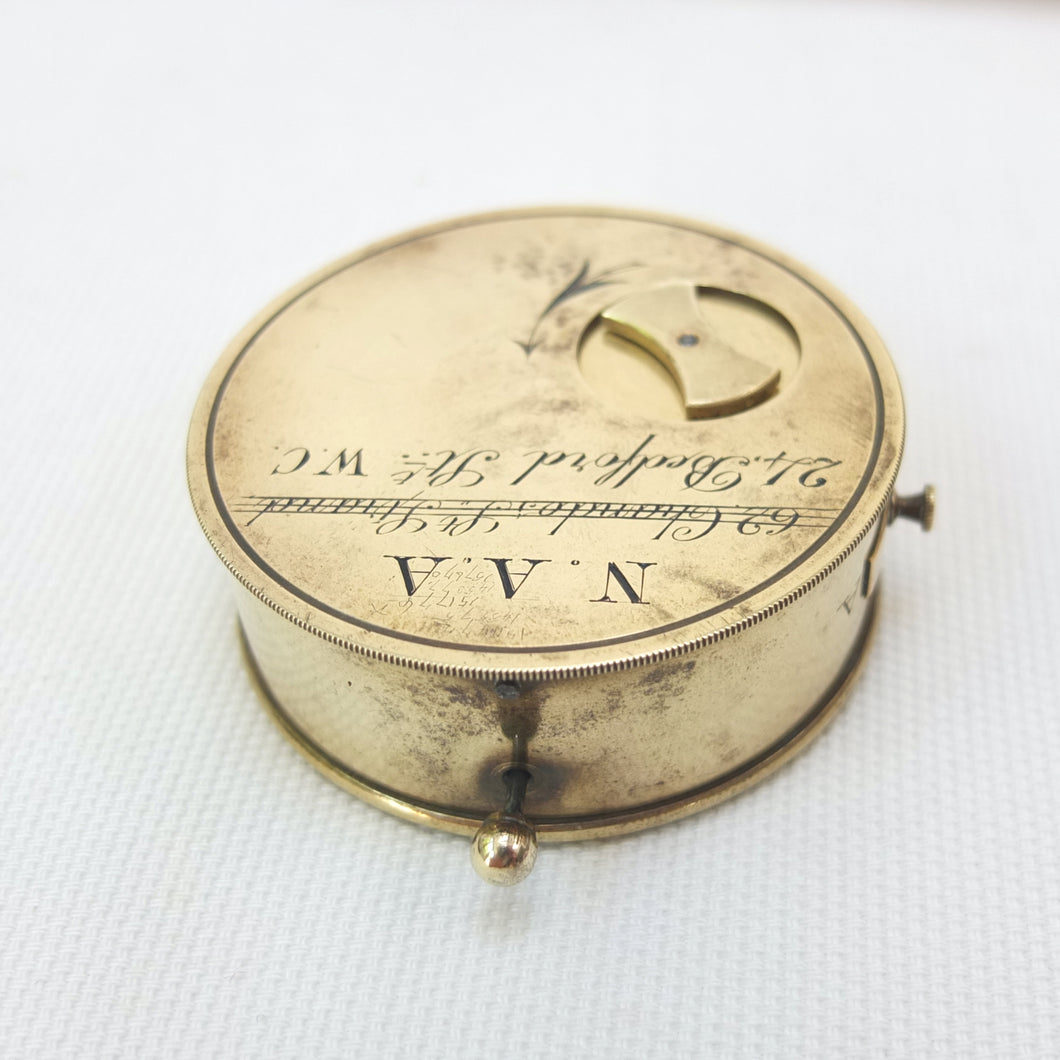 N. A. A
62. Chandos St. Strand
24. Bedford St. W.C.
A